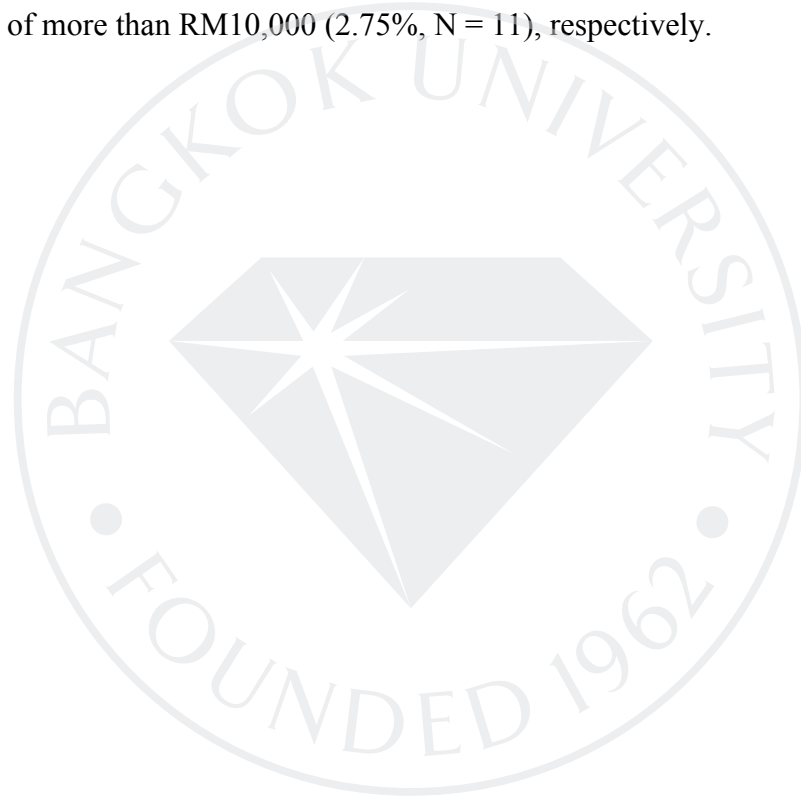 of more than RM10,000 (2.75%, N = 11), respectively.
BANGKOK UNIVERSITY
• FOUNDED 1962 •